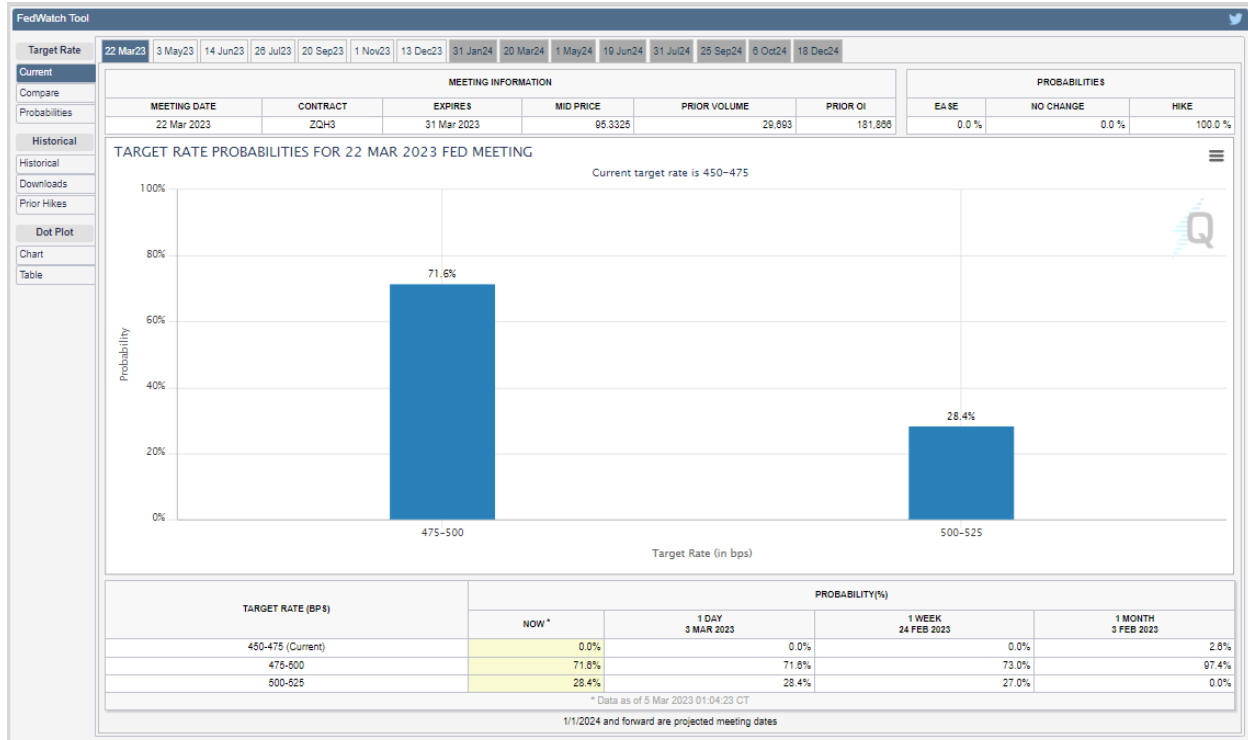 FedWatch Tool
Target Rate
Current
Compare
Probabilities
Historical
Historical
Downloads
Prior Hikes
Dot Plot
Chart
Table
22 Mar23 3 May23 14 Jun23 26 Jul23 20 Sep23 1 Nov23 13 Dec23 31 Jan24 20 Mar24 1 May24 19 Jun24 31 Jul24 25 Sep24 6 Oct24 18 Dec24
MEETING INFORMATION
MEETING DATE CONTRACT EXPIRES MID PRICE PRIOR VOLUME PRIOR OI
22 Mar 2023 ZQH3 31 Mar 2023 95.3325 29,693 181,866
PROBABILITIES
EASE NO CHANGE HIKE
0.0 % 0.0 % 100.0 %
TARGET RATE PROBABILITIES FOR 22 MAR 2023 FED MEETING
Current target rate is 450-475
100%
80%
60%
40%
20%
0%
Probability
71.6%
28.4%
475-500 500-525
Target Rate (in bps)
Q
TARGET RATE (BPS) PROBABILITY(%)
NOW * 1 DAY 3 MAR 2023 1 WEEK 24 FEB 2023 1 MONTH 3 FEB 2023
450-475 (Current) 0.0% 0.0% 0.0% 2.6%
475-500 71.6% 71.6% 73.0% 97.4%
500-525 28.4% 28.4% 27.0% 0.0%
* Data as of 5 Mar 2023 01:04:23 CT
1/1/2024 and forward are projected meeting dates